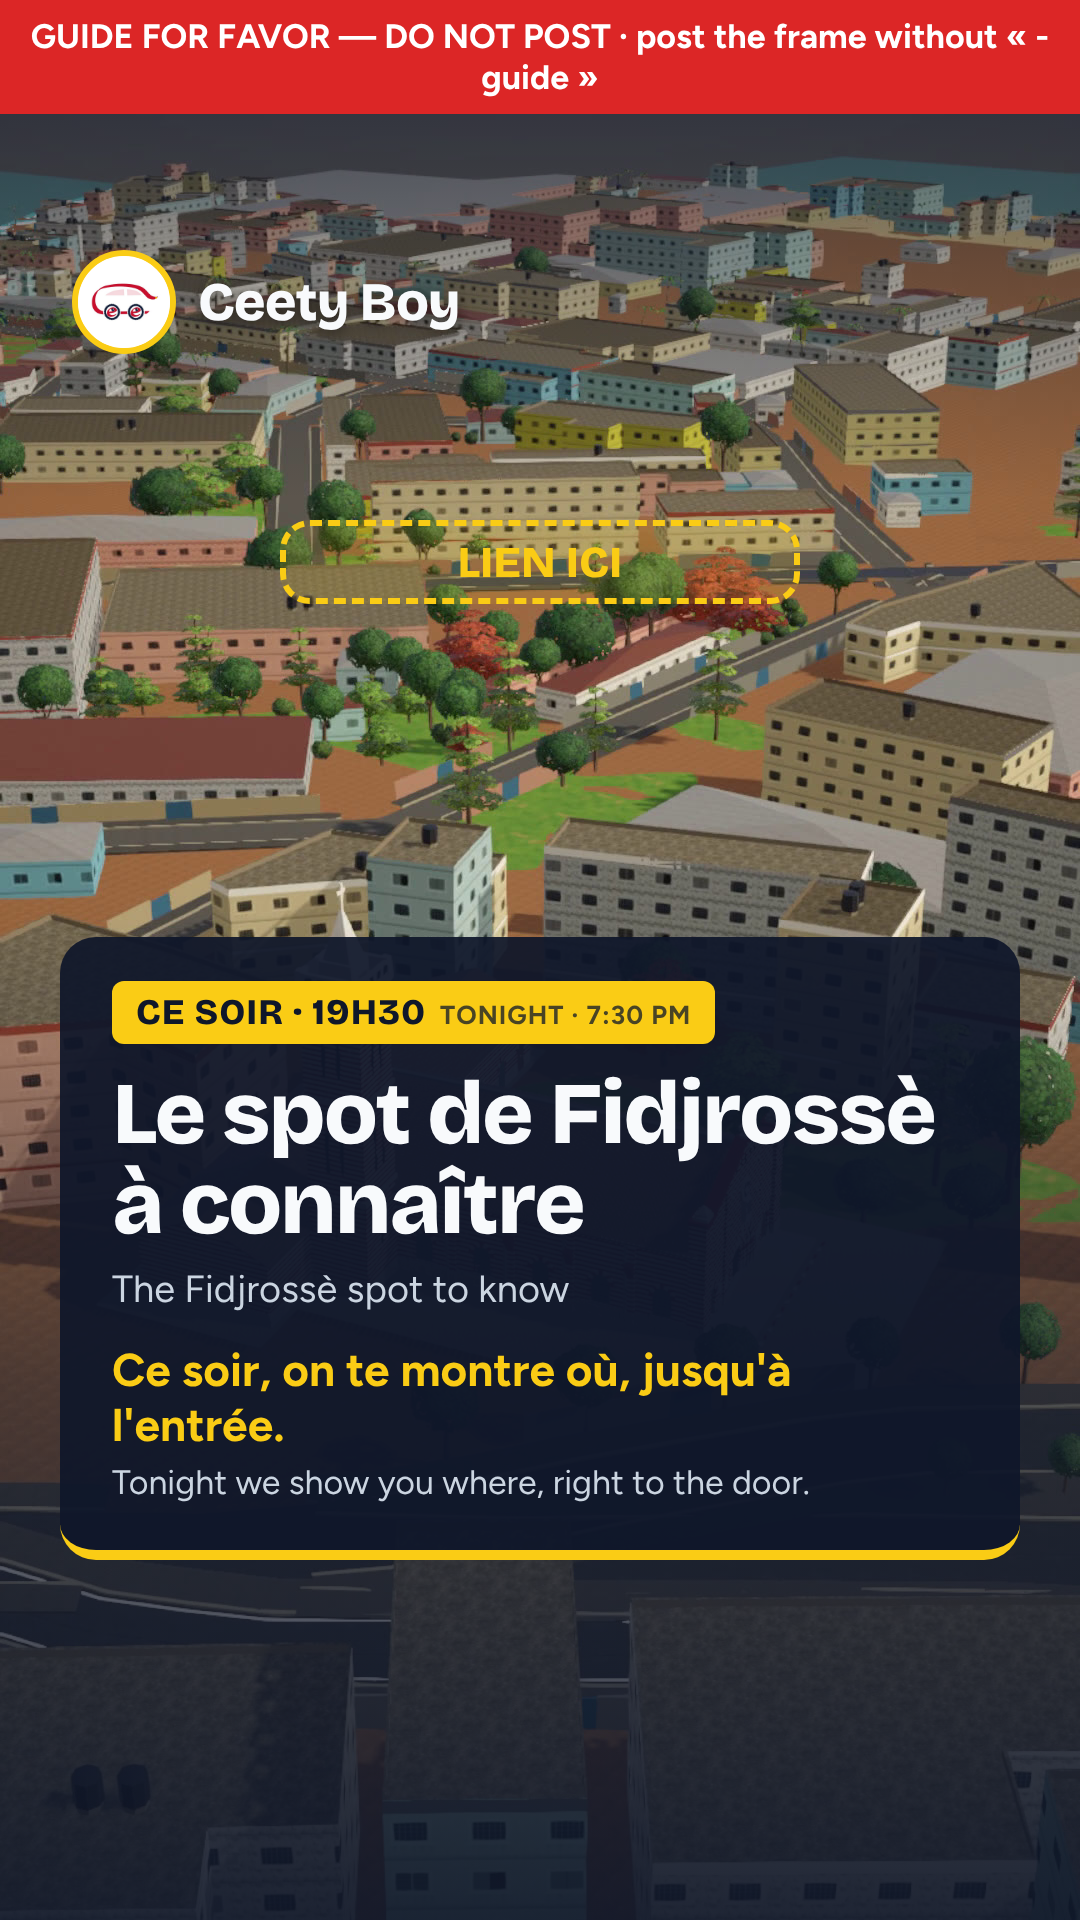 GUIDE FOR FAVOR — DO NOT POST · post the frame without « -
guide »
Ceety Boy
LIEN ICI
CE SOIR · 19H30 TONIGHT · 7:30 PM
Le spot de Fidjrossè
à connaître
The Fidjrossè spot to know
Ce soir, on te montre où, jusqu'à
l'entrée.
Tonight we show you where, right to the door.